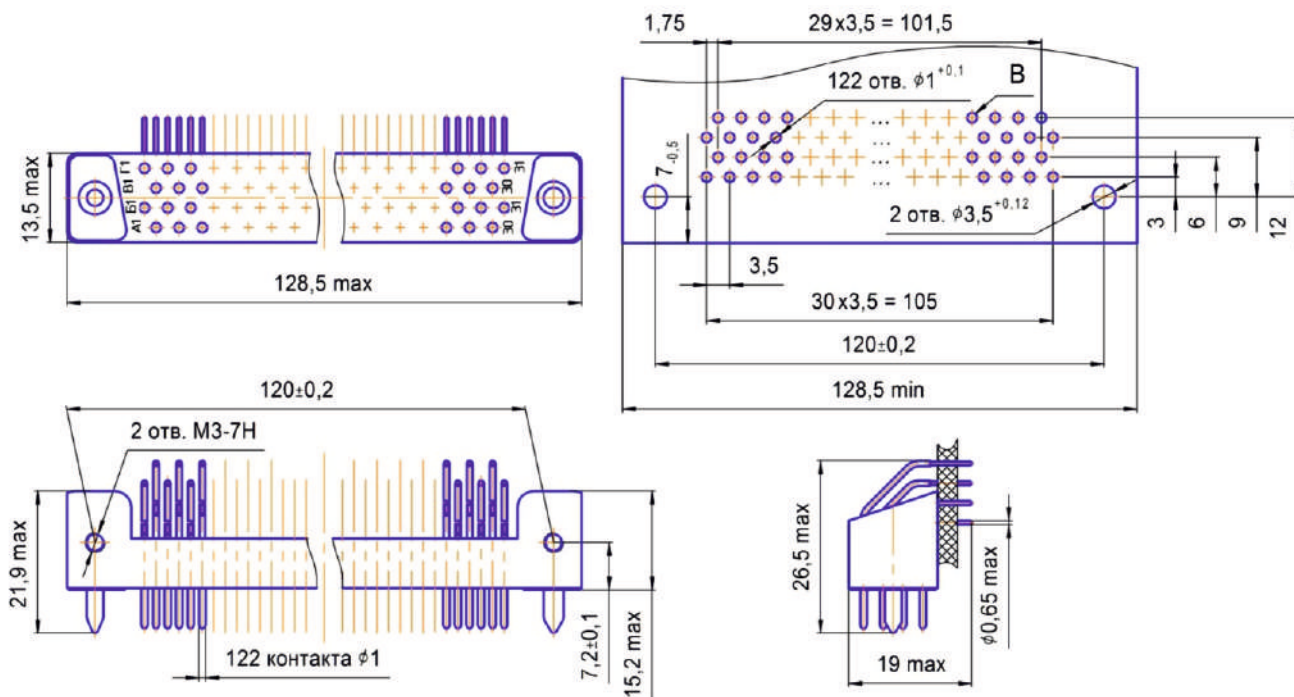 1,75
29x3,5 = 101,5
122 отв. ϕ1+0,1
В
...
...
...
...
7-0,5
2 отв. ϕ3,5+0,12
3
6
9
12
3,5
30x3,5 = 105
120±0,2
128,5 min
Г1
В1
Б1
А1
31
30
31
30
13,5 max
128,5 max
120±0,2
2 отв. М3-7Н
21,9 max
122 контакта ϕ1
7,2±0,1
15,2 max
26,5 max
ϕ0,65 max
19 max